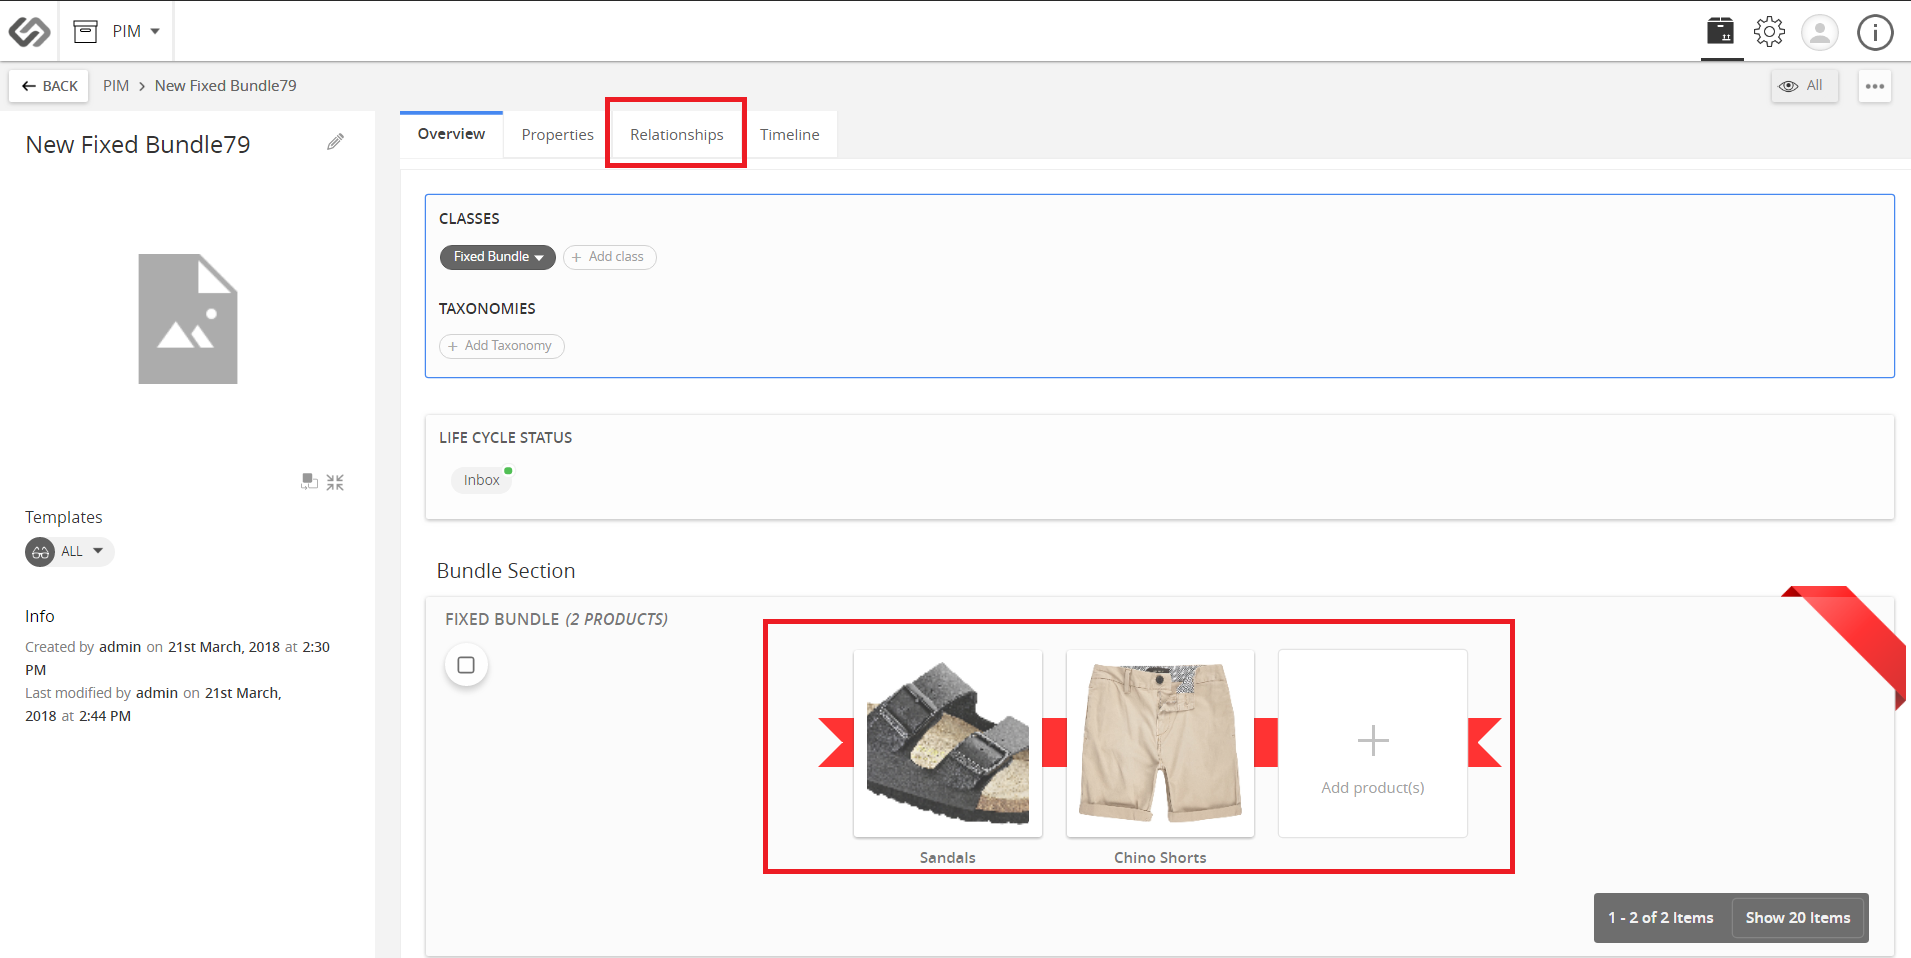 PIM
BACK
PIM > New Fixed Bundle79
All
New Fixed Bundle79
Overview
Properties
Relationships
Timeline
CLASSES
Fixed Bundle
+ Add class
TAXONOMIES
+ Add Taxonomy
LIFE CYCLE STATUS
Inbox
Templates
ALL
Info
Created by admin on 21st March, 2018 at 2:30
PM
Last modified by admin on 21st March,
2018 at 2:44 PM
Bundle Section
FIXED BUNDLE (2 PRODUCTS)
Add product(s)
Sandals
Chino Shorts
1 - 2 of 2 Items
Show 20 Items